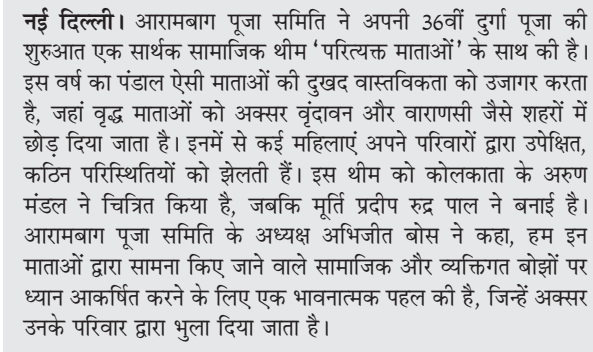 नई दिल्ली। आरामबाग पूजा समिति ने अपनी 36वीं दुर्गा पूजा की
शुरुआत एक सार्थक सामाजिक थीम ‘परित्यक्त माताओं’ के साथ की है।
इस वर्ष का पंडाल ऐसी माताओं की दुखद वास्तविकता को उजागर करता
है, जहां वृद्ध माताओं को अक्सर वृंदावन और वाराणसी जैसे शहरों में
छोड़ दिया जाता है। इनमें से कई महिलाएं अपने परिवारों द्वारा उपेक्षित,
कठिन परिस्थितियों को झेलती हैं। इस थीम को कोलकाता के अरुण
मंडल ने चित्रित किया है, जबकि मूर्ति प्रदीप रुद्र पाल ने बनाई है।
आरामबाग पूजा समिति के अध्यक्ष अभिजीत बोस ने कहा, हम इन
माताओं द्वारा सामना किए जाने वाले सामाजिक और व्यक्तिगत बोझों पर
ध्यान आकर्षित करने के लिए एक भावनात्मक पहल की है, जिन्हें अक्सर
उनके परिवार द्वारा भुला दिया जाता है।